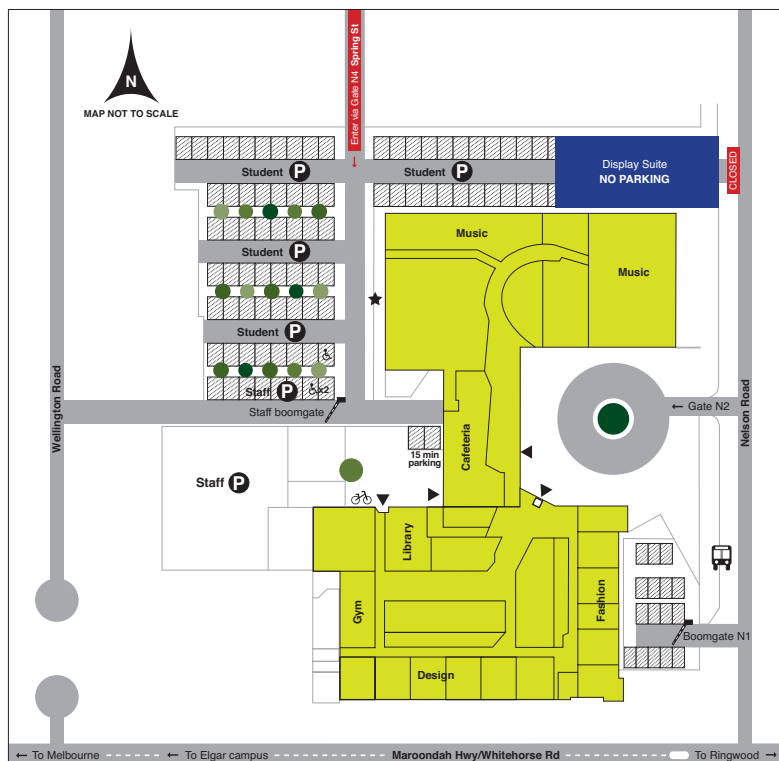 N
MAP NOT TO SCALE
Enter via Gate N4 Spring St
Student P
Student P
Display Suite
NO PARKING
CLOSED
Music
Music
Student P
Student P
Staff P
x2
Staff boomgate
← Gate N2
Wellington Road
Nelson Road
15 min
parking
Cafeteria
Staff P
Library
Gym
Fashion
Boomgate N1
Design
← To Melbourne
← To Elgar campus
Maroondah Hwy/Whitehorse Rd
To Ringwood →